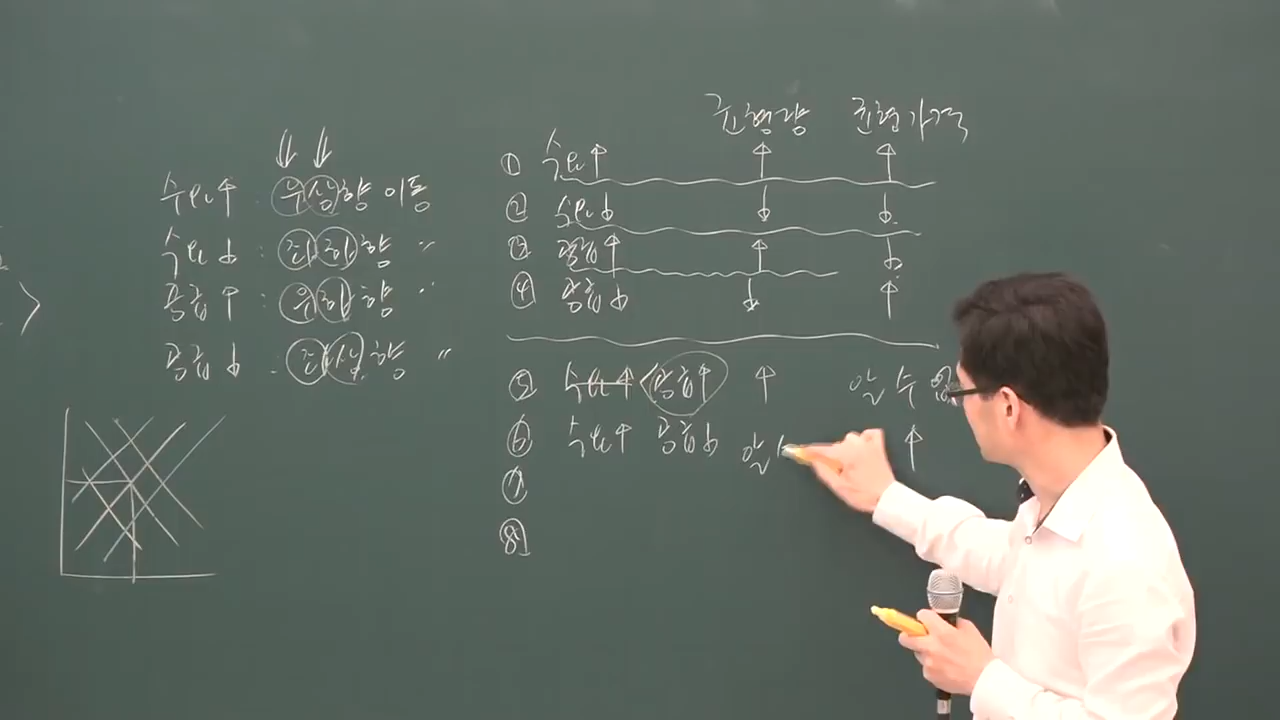 수요↑ : 우상향 이동
수요↓ : 좌하향 〃
공급↑ : 우하향 〃
공급↓ : 좌상향 〃
균형량 균형가격
① 수요↑ ↑ ↑
② 수요↓ ↓ ↓
③ 공급↑ ↑ ↓
④ 공급↓ ↓ ↑
⑤ 수요↑ < 공급↑ ↑ 알 수
⑥ 수요↑ 공급↓ 알 ↑
⑦
⑧